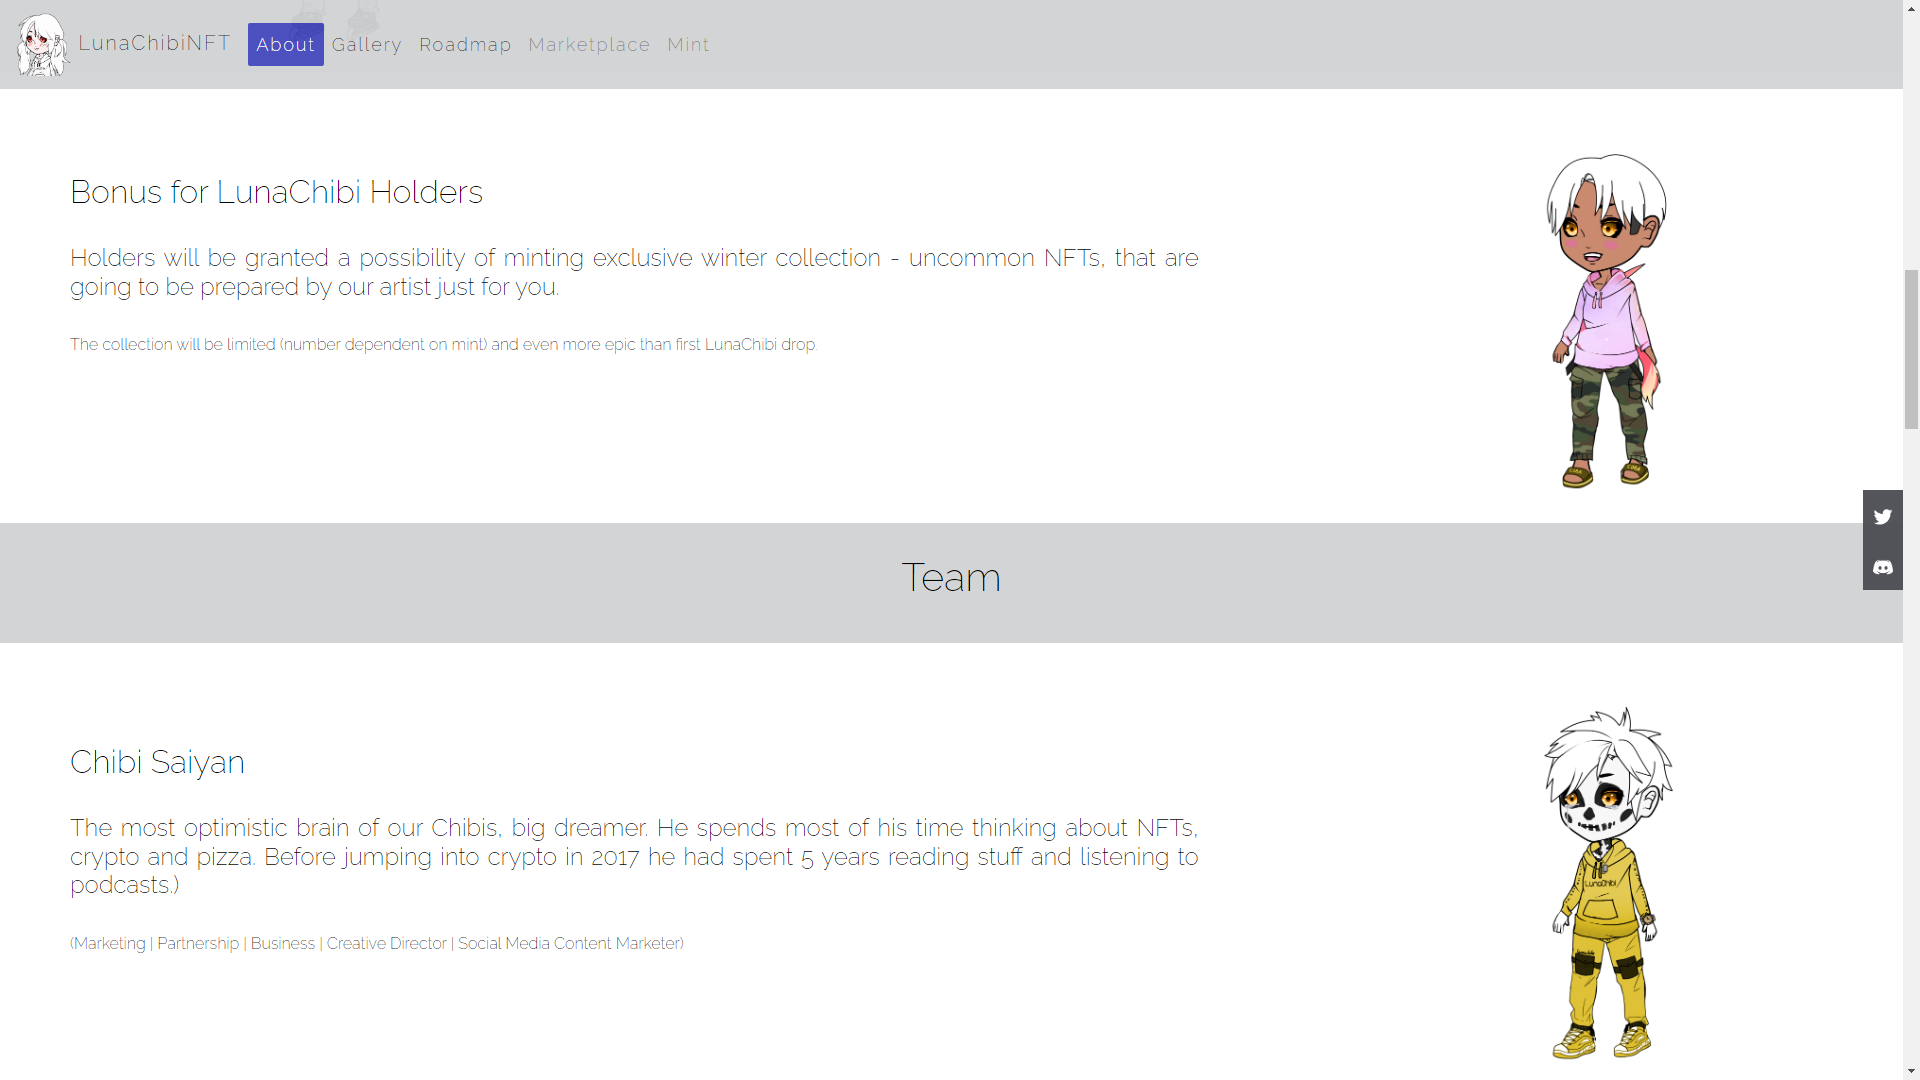 LunaChibiNFT About Gallery Roadmap Marketplace Mint
Bonus for LunaChibi Holders
Holders will be granted a possibility of minting exclusive winter collection - uncommon NFTs, that are
going to be prepared by our artist just for you.
The collection will be limited (number dependent on mint) and even more epic than first LunaChibi drop.
Team
Chibi Saiyan
The most optimistic brain of our Chibis, big dreamer. He spends most of his time thinking about NFTs,
crypto and pizza. Before jumping into crypto in 2017 he had spent 5 years reading stuff and listening to
podcasts.)
(Marketing | Partnership | Business | Creative Director | Social Media Content Marketer)
LunaChibi